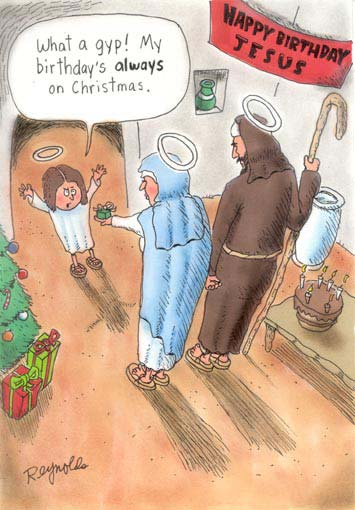 HAPPY BIRTHDAY
JESUS
What a gyp! My
birthday's always
on Christmas.
Reynolds